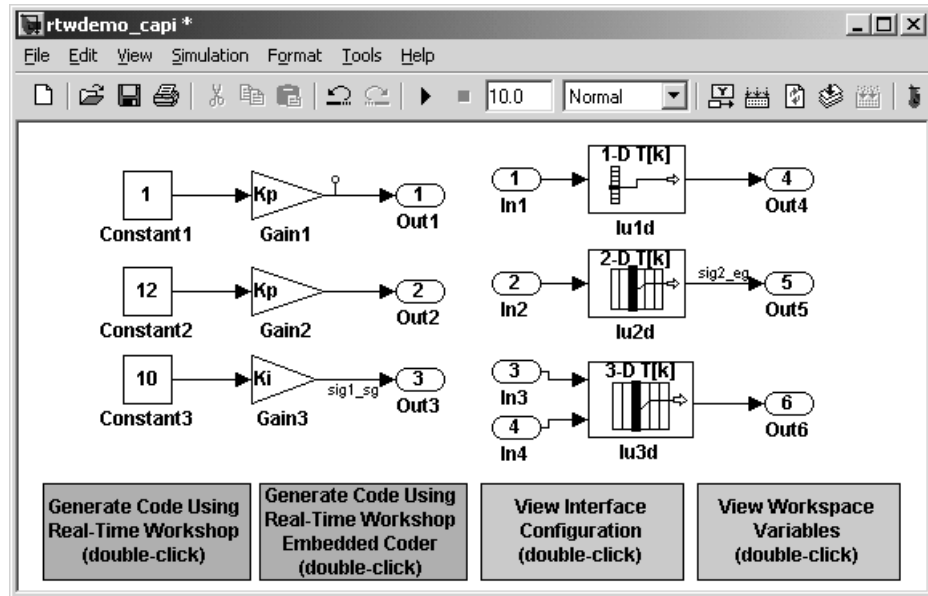 rtwdemo_capi *
File Edit View Simulation Format Tools Help
10.0 Normal
1
Constant1
Kp
Gain1
1
Out1
12
Constant2
Kp
Gain2
2
Out2
10
Constant3
Ki
Gain3
sig1_sg
3
Out3
1
In1
1-D T[k]
lu1d
4
Out4
2
In2
2-D T[k]
lu2d
sig2_eg
5
Out5
3
In3
4
In4
3-D T[k]
lu3d
6
Out6
Generate Code Using
Real-Time Workshop
(double-click)
Generate Code Using
Real-Time Workshop
Embedded Coder
(double-click)
View Interface
Configuration
(double-click)
View Workspace
Variables
(double-click)